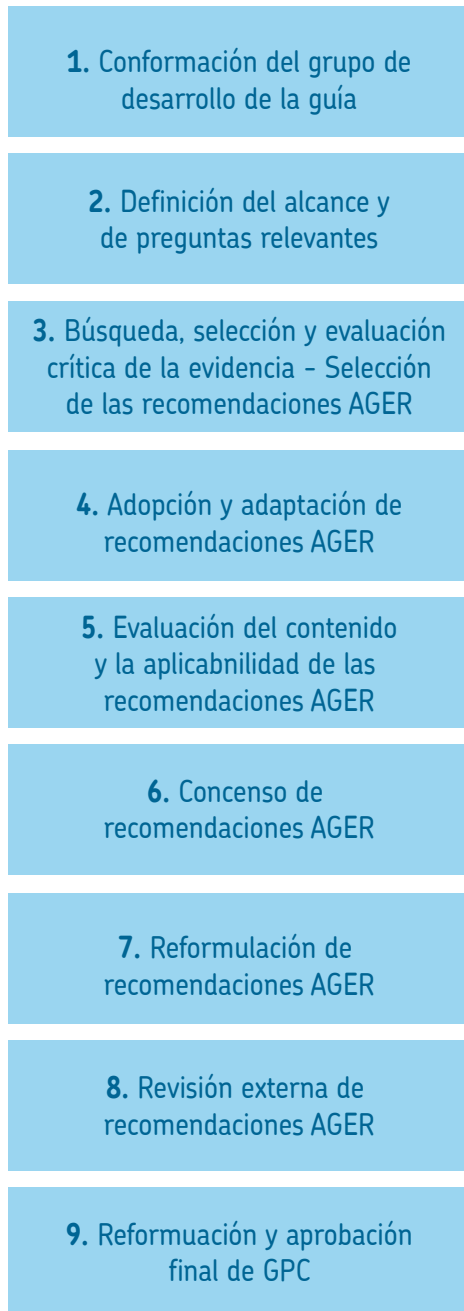 1. Conformación del grupo de
desarrollo de la guía
2. Definición del alcance y
de preguntas relevantes
3. Búsqueda, selección y evaluación
crítica de la evidencia - Selección
de las recomendaciones AGER
4. Adopción y adaptación de
recomendaciones AGER
5. Evaluación del contenido
y la aplicabnilidad de las
recomendaciones AGER
6. Concenso de
recomendaciones AGER
7. Reformulación de
recomendaciones AGER
8. Revisión externa de
recomendaciones AGER
9. Reformuación y aprobación
final de GPC